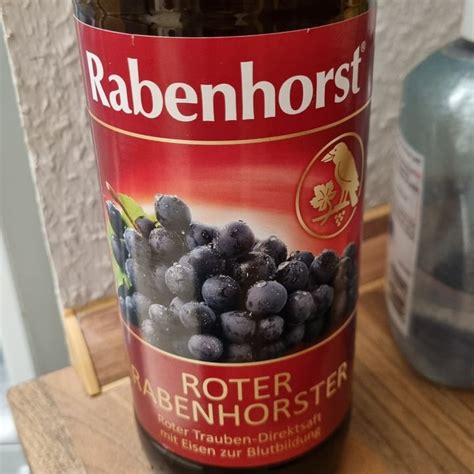 Rabenhorst®
ROTER
RABENHORSTER
Roter Trauben-Direktsaft
mit Eisen zur Blutbildung